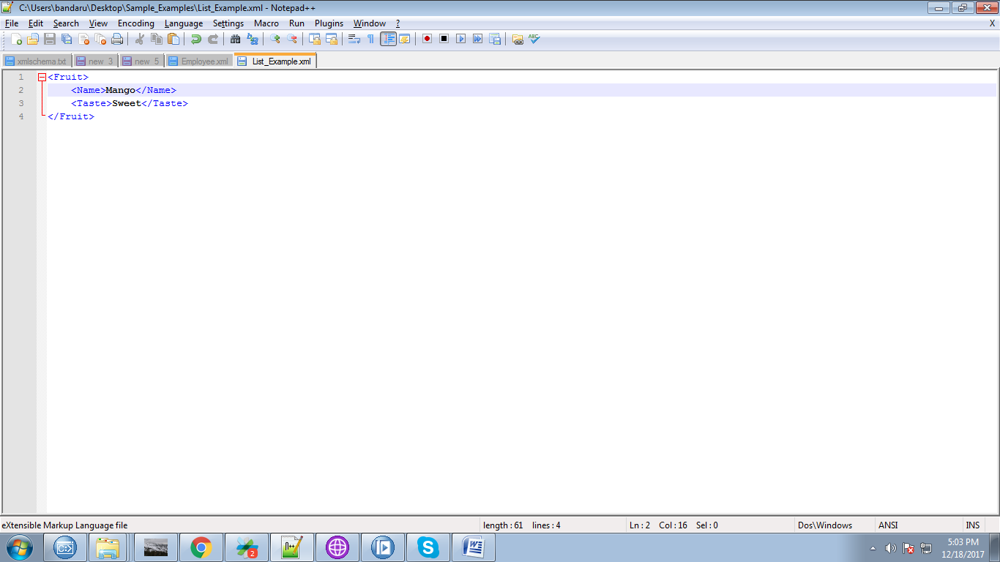 C:\Users\bandaru\Desktop\Sample_Examples\List_Example.xml - Notepad++
File Edit Search View Encoding Language Settings Macro Run Plugins Window ? X
xmlschema.txt new 3 new 5 Employee.xml List_Example.xml
1 <Fruit>
2 <Name>Mango</Name>
3 <Taste>Sweet</Taste>
4 </Fruit>
eXtensible Markup Language file length : 61 lines : 4 Ln : 2 Col : 16 Sel : 0 Dos\Windows ANSI INS
5:03 PM
12/18/2017